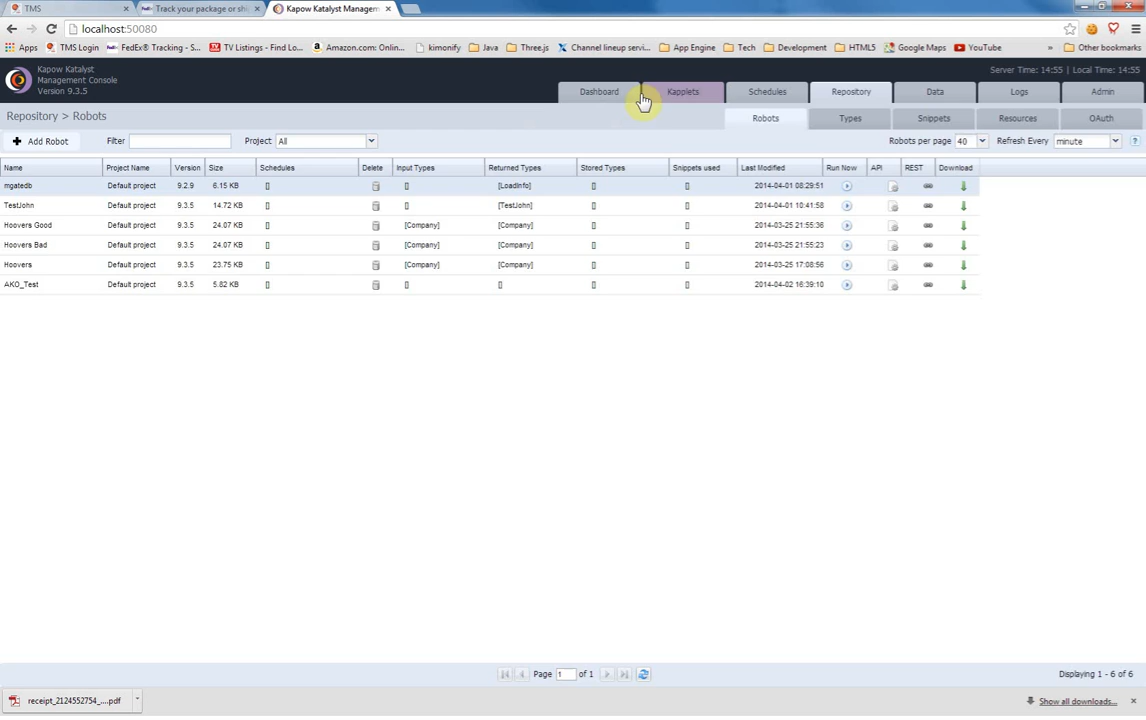 TMS
Track your package or shi
Kapow Katalyst Managem
localhost:50080
Apps TMS Login FedEx® Tracking - S... TV Listings - Find Lo... Amazon.com: Onlin... kimonify Java Three.js Channel lineup servi... App Engine Tech Development HTML5 Google Maps YouTube » Other bookmarks
Kapow Katalyst
Management Console
Version 9.3.5
Server Time: 14:55 | Local Time: 14:55
Dashboard Kapplets Schedules Repository Data Logs Admin
Repository > Robots
Robots Types Snippets Resources OAuth
Add Robot Filter Project All Robots per page 40 Refresh Every minute ?
Name Project Name Version Size Schedules Delete Input Types Returned Types Stored Types Snippets used Last Modified Run Now API REST Download
mgatedb Default project 9.2.9 6.15 KB [] [] [LoadInfo] [] [] 2014-04-01 08:29:51
TestJohn Default project 9.3.5 14.72 KB [] [] [TestJohn] [] [] 2014-04-01 10:41:58
Hoovers Good Default project 9.3.5 24.07 KB [] [Company] [Company] [] [] 2014-03-25 21:55:36
Hoovers Bad Default project 9.3.5 24.07 KB [] [Company] [Company] [] [] 2014-03-25 21:55:23
Hoovers Default project 9.3.5 23.75 KB [] [Company] [Company] [] [] 2014-03-25 17:08:56
AKO_Test Default project 9.3.5 5.82 KB [] [] [] [] [] 2014-04-02 16:39:10
Page 1 of 1 Displaying 1 - 6 of 6
receipt_2124552754_....pdf Show all downloads...